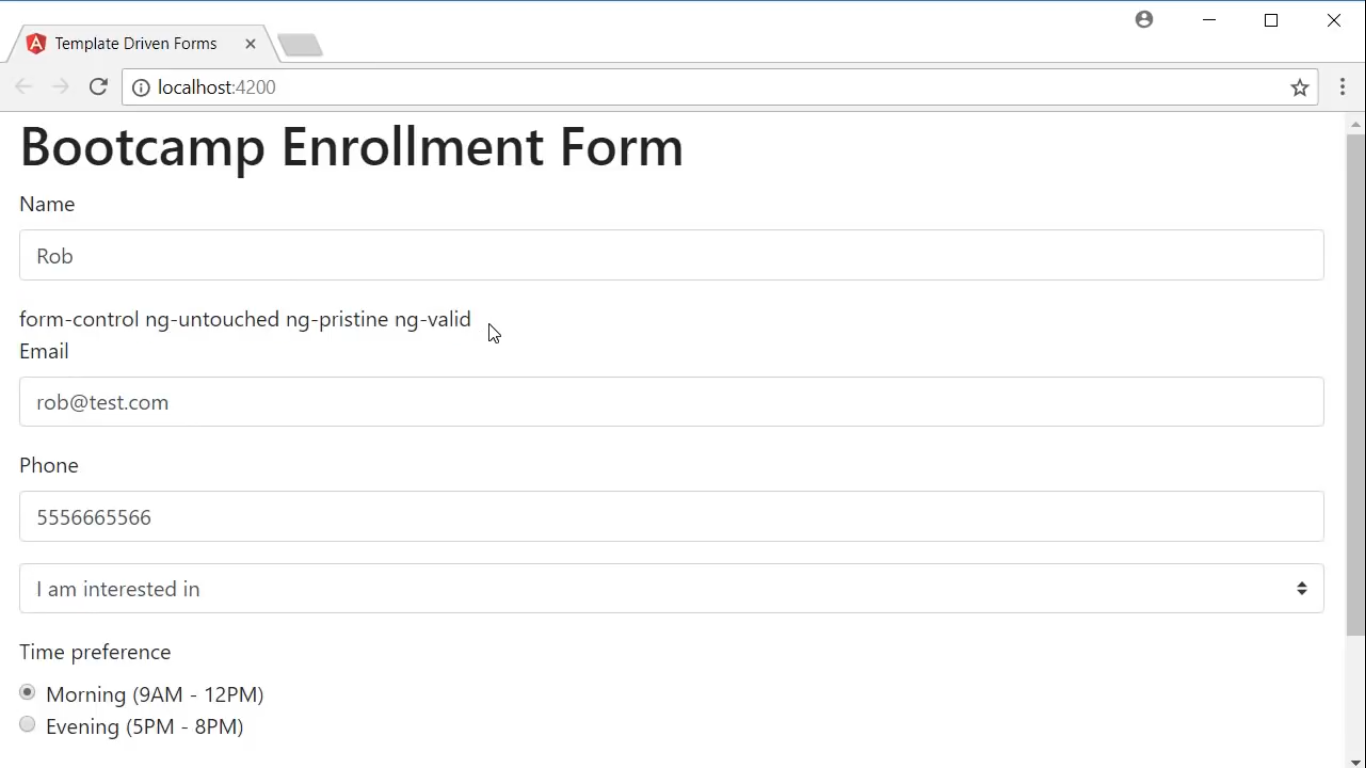 Template Driven Forms
localhost:4200
Bootcamp Enrollment Form
Name
Rob
form-control ng-untouched ng-pristine ng-valid
Email
rob@test.com
Phone
5556665566
I am interested in
Time preference
Morning (9AM - 12PM)
Evening (5PM - 8PM)